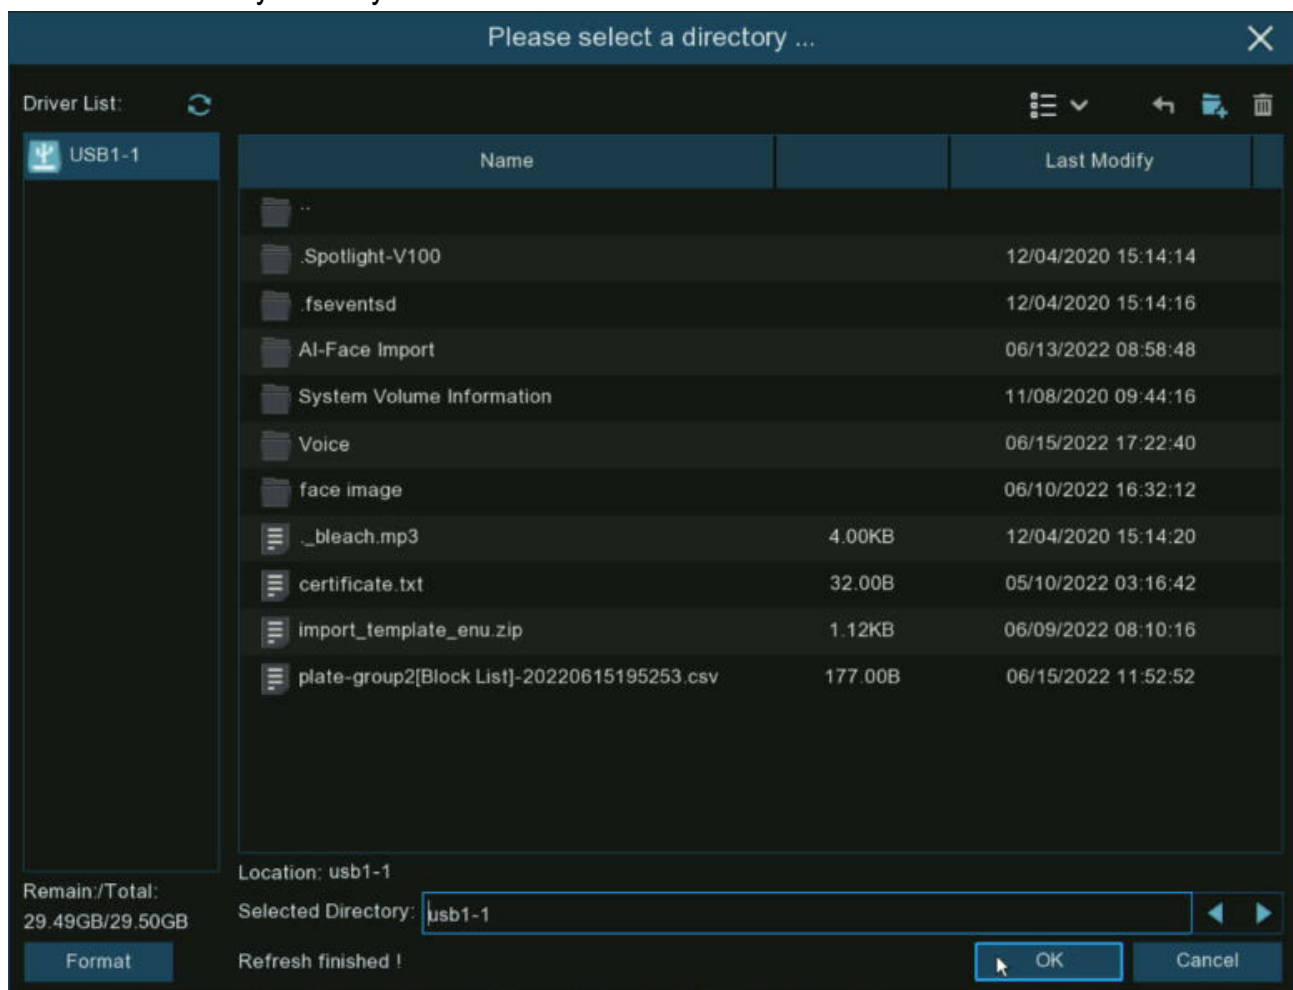 Please select a directory ...
Driver List:
USB1-1
Name Last Modify
..
.Spotlight-V100 12/04/2020 15:14:14
.fseventsd 12/04/2020 15:14:16
AI-Face Import 06/13/2022 08:58:48
System Volume Information 11/08/2020 09:44:16
Voice 06/15/2022 17:22:40
face image 06/10/2022 16:32:12
._bleach.mp3 4.00KB 12/04/2020 15:14:20
certificate.txt 32.00B 05/10/2022 03:16:42
import_template_enu.zip 1.12KB 06/09/2022 08:10:16
plate-group2[Block List]-20220615195253.csv 177.00B 06/15/2022 11:52:52
Location: usb1-1
Remain:/Total:
29.49GB/29.50GB
Selected Directory: usb1-1
Format
Refresh finished !
OK
Cancel